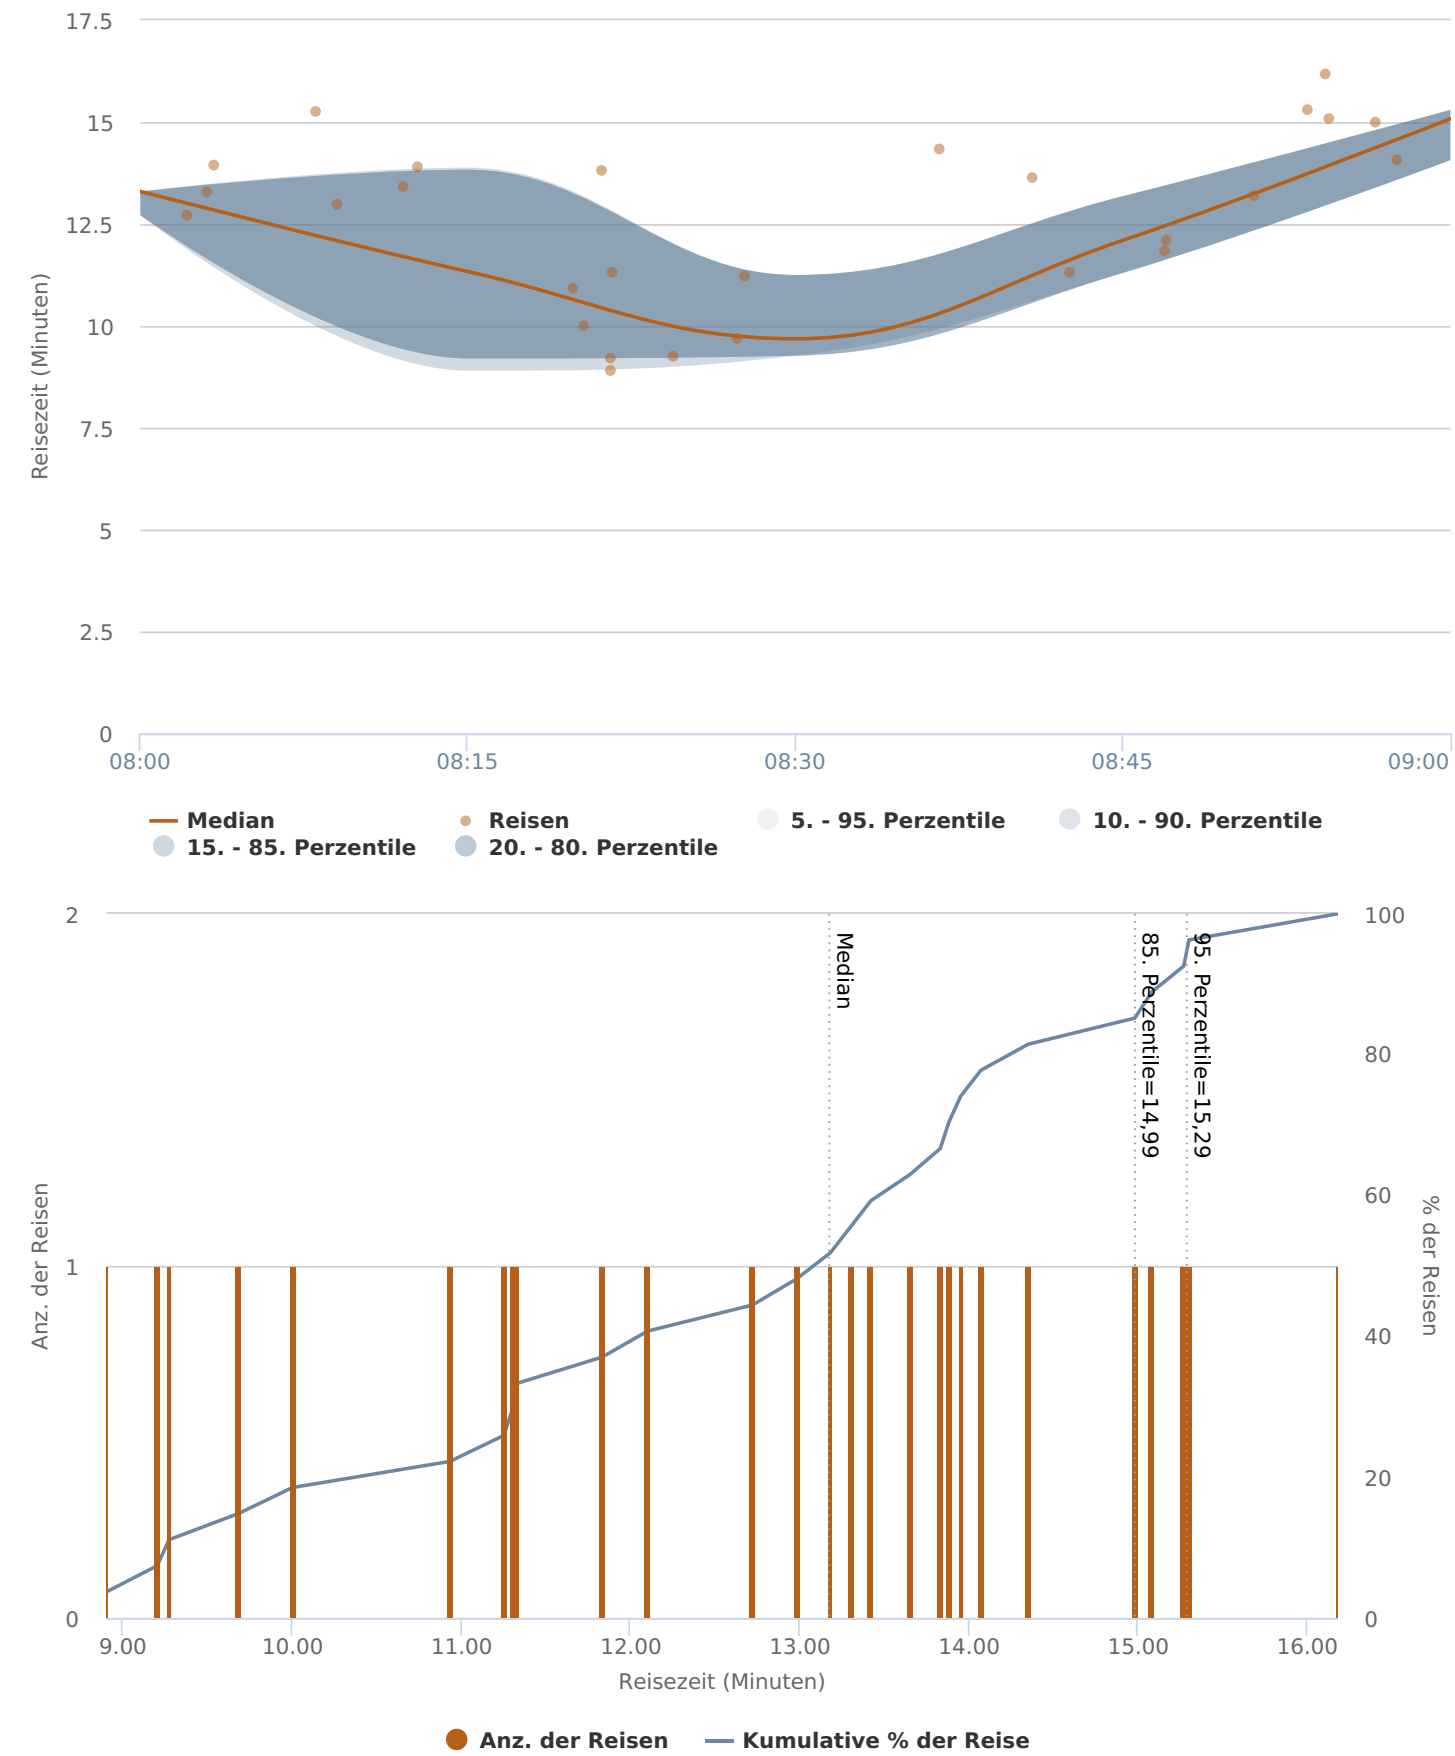 17.5
15
12.5
10
7.5
5
2.5
0
Reisezeit (Minuten)
08:00 08:15 08:30 08:45 09:00
Median Reisen 5. - 95. Perzentile 10. - 90. Perzentile
15. - 85. Perzentile 20. - 80. Perzentile
2
1
0
Anz. der Reisen
100
80
60
40
20
0
% der Reisen
Median
85. Perzentile=14,99
95. Perzentile=15,29
9.00 10.00 11.00 12.00 13.00 14.00 15.00 16.00
Reisezeit (Minuten)
Anz. der Reisen Kumulative % der Reise